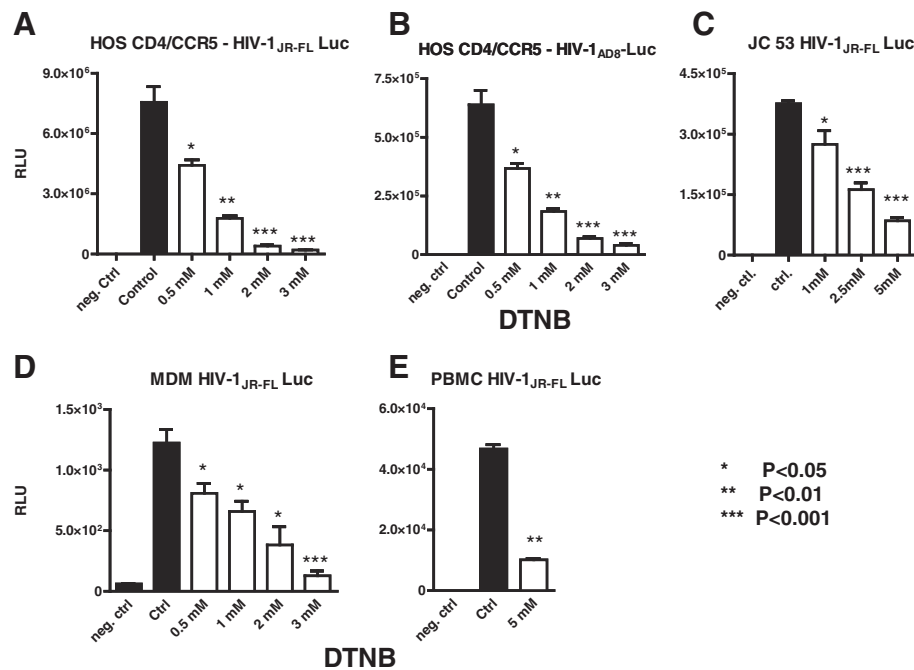 A
HOS CD4/CCR5 - HIV-1JR-FL Luc
RLU
9.0×10⁶
6.0×10⁶
3.0×10⁶
0
neg. Ctrl
Control
0.5 mM
1 mM
2 mM
3 mM
B
HOS CD4/CCR5 - HIV-1AD8-Luc
7.5×10⁵
5.0×10⁵
2.5×10⁵
0
neg. Ctrl
Control
0.5 mM
1 mM
2 mM
3 mM
*
**
***
***
*
**
***
***
DTNB
C
JC 53 HIV-1JR-FL Luc
4.5×10⁵
3.0×10⁵
1.5×10⁵
0
*
***
***
neg. ctl.
ctrl.
1mM
2.5mM
5mM
D
MDM HIV-1JR-FL Luc
RLU
1.5×10³
1.0×10³
5.0×10²
0
*
*
*
***
neg. ctrl
Ctrl
0.5 mM
1 mM
2 mM
3 mM
DTNB
E
PBMC HIV-1JR-FL Luc
6.0×10⁴
4.0×10⁴
2.0×10⁴
0
**
neg. Ctrl
Ctrl
5 mM
* P<0.05
** P<0.01
*** P<0.001